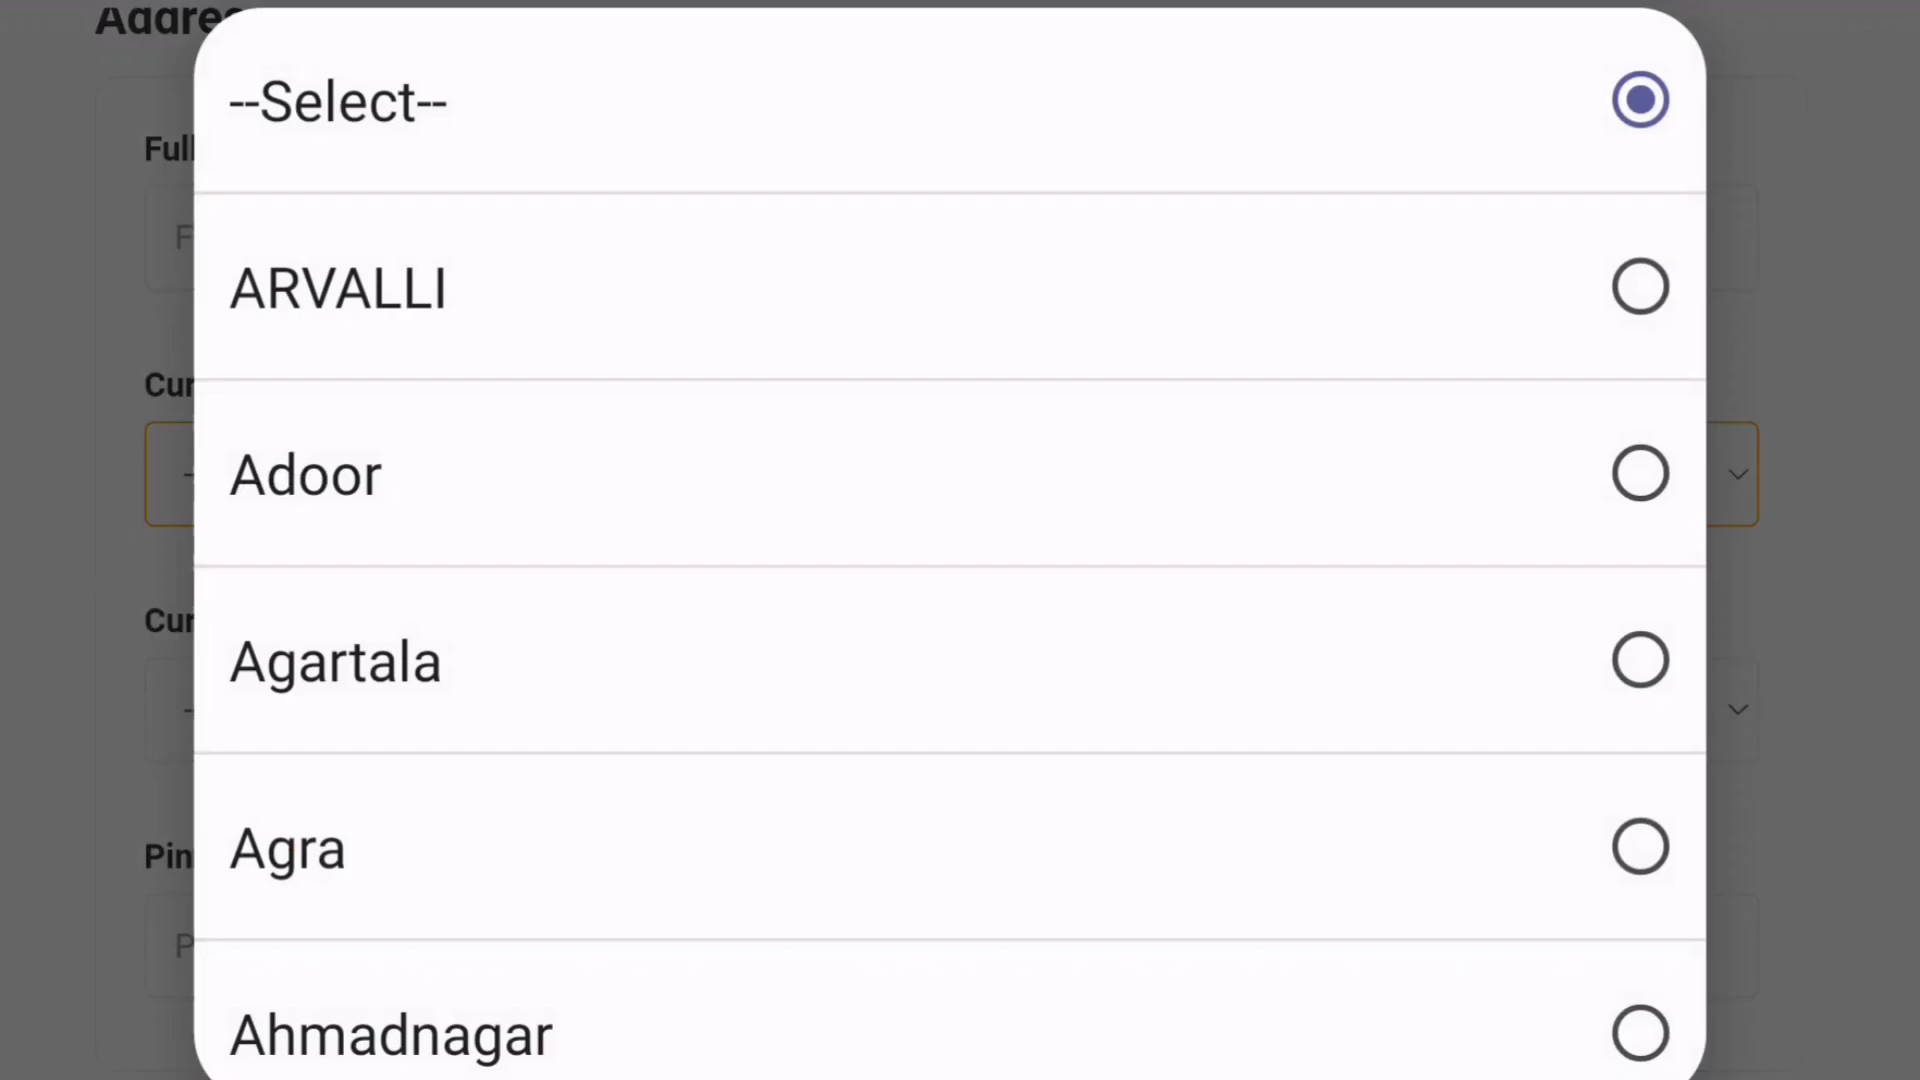 --Select--
ARVALLI
Adoor
Agartala
Agra
Ahmadnagar